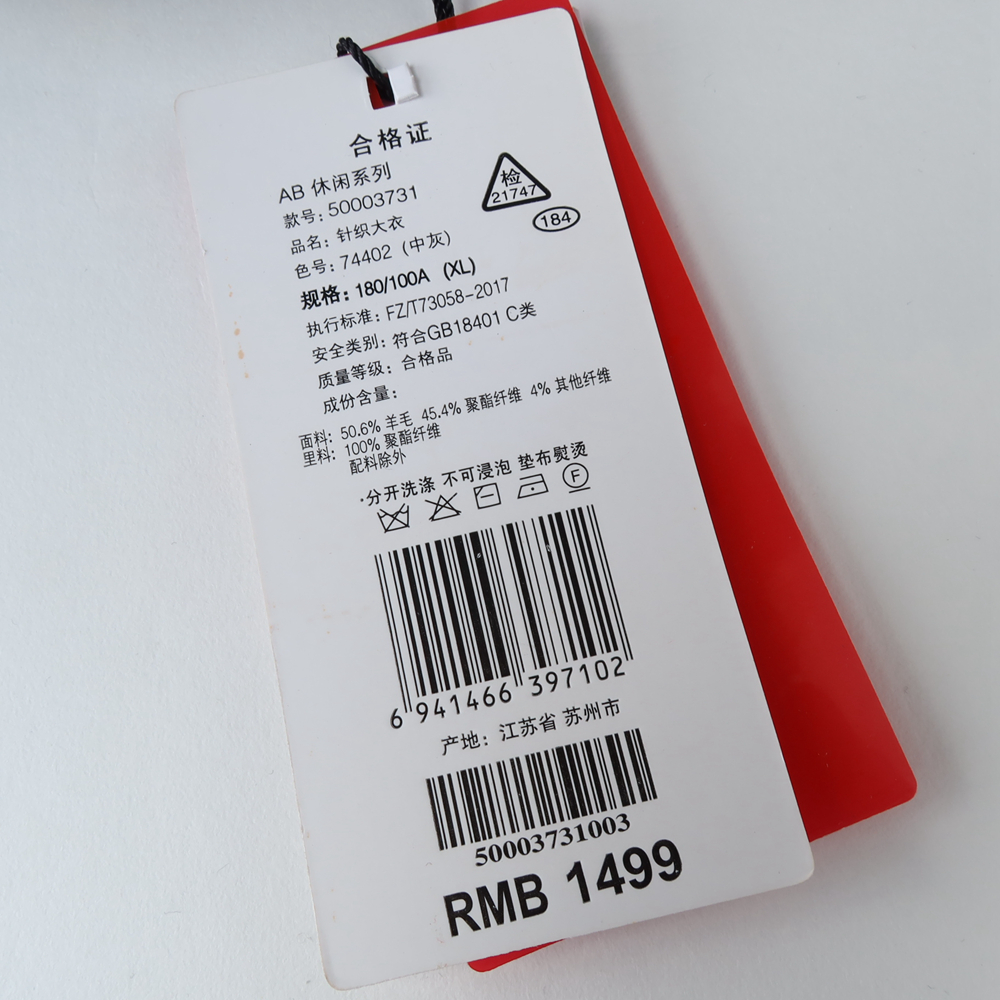 合格证
AB 休闲系列
款号: 50003731
品名: 针织大衣
色号: 74402 (中灰)
规格: 180/100A (XL)
执行标准: FZ/T73058-2017
安全类别: 符合GB18401 C类
质量等级: 合格品
成份含量:
检
21747
184
面料: 50.6% 羊毛 45.4% 聚酯纤维 4% 其他纤维
里料: 100% 聚酯纤维
配料除外
·分开洗涤 不可浸泡 垫布熨烫
F
6 941466 397102
产地: 江苏省 苏州市
50003731003
RMB 1499